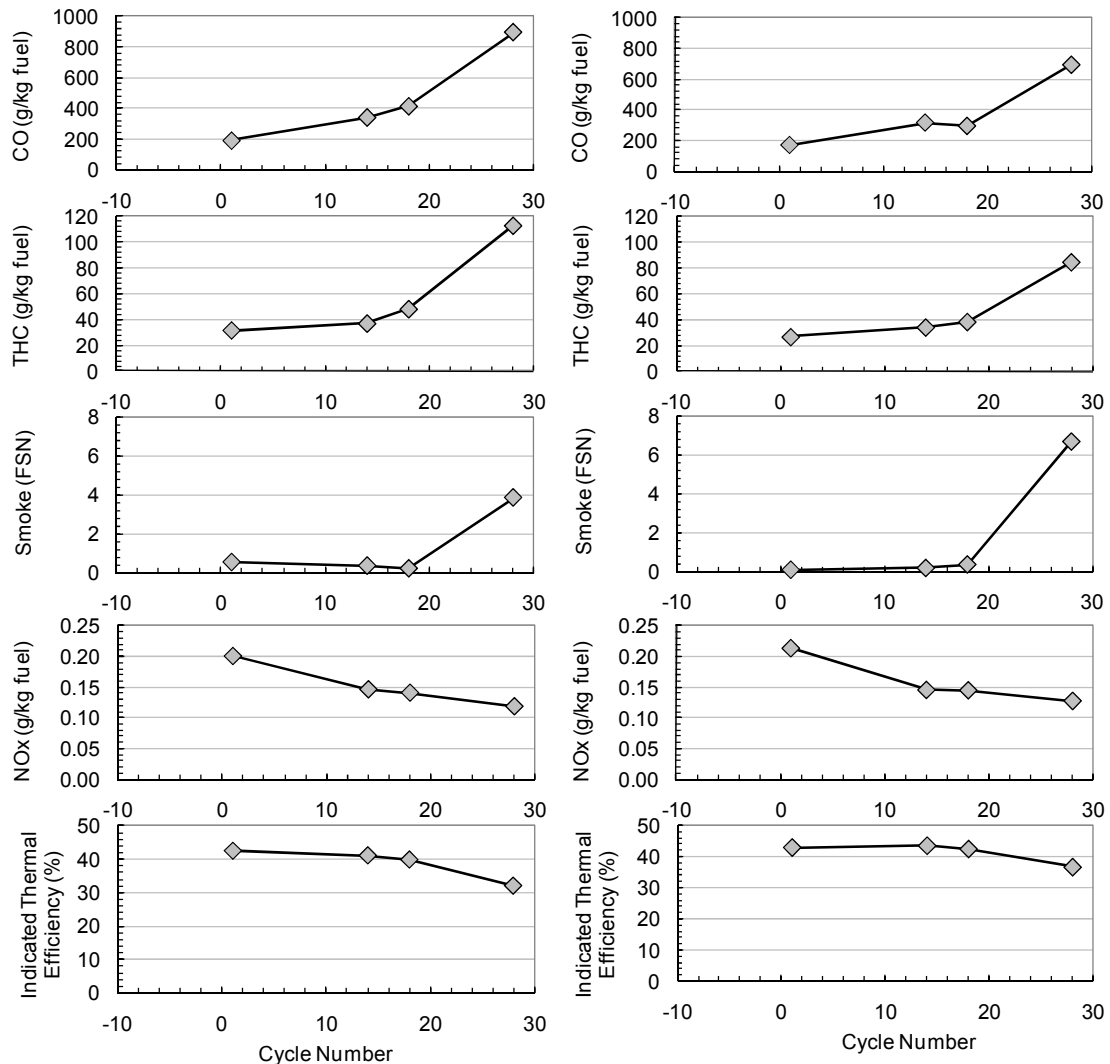 CO (g/kg fuel)
1000
800
600
400
200
0
-10 0 10 20 30
THC (g/kg fuel)
120
100
80
60
40
20
0
-10 0 10 20 30
Smoke (FSN)
8
6
4
2
0
-10 0 10 20 30
NOx (g/kg fuel)
0.25
0.20
0.15
0.10
0.05
0.00
-10 0 10 20 30
Indicated Thermal
Efficiency (%)
50
40
30
20
10
0
-10 0 10 20 30
Cycle Number
CO (g/kg fuel)
1000
800
600
400
200
0
-10 0 10 20 30
THC (g/kg fuel)
120
100
80
60
40
20
0
-10 0 10 20 30
Smoke (FSN)
8
6
4
2
0
-10 0 10 20 30
NOx (g/kg fuel)
0.25
0.20
0.15
0.10
0.05
0.00
-10 0 10 20 30
Indicated Thermal
Efficiency (%)
50
40
30
20
10
0
-10 0 10 20 30
Cycle Number